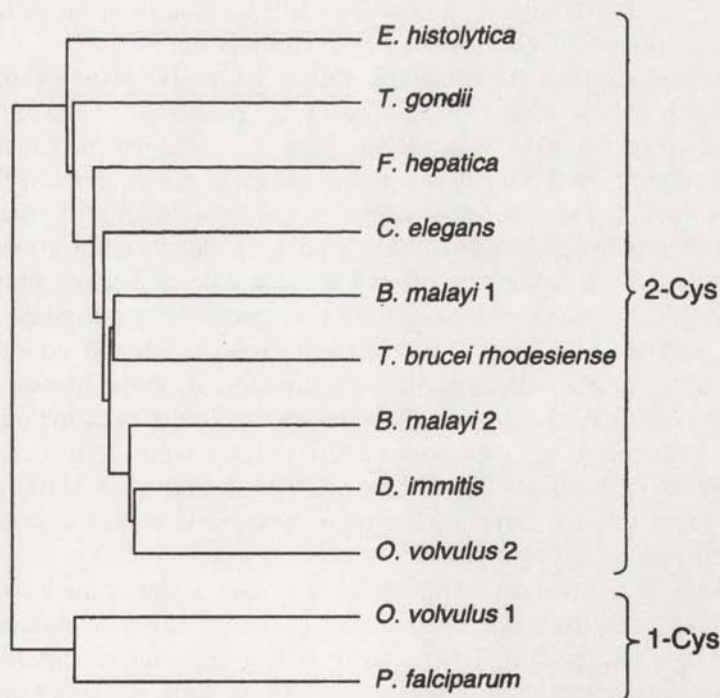 E. histolytica
T. gondii
F. hepatica
C. elegans
2-Cys
B. malayi 1
T. brucei rhodesiense
B. malayi 2
D. immitis
O. volvulus 2
O. volvulus 1
1-Cys
P. falciparum